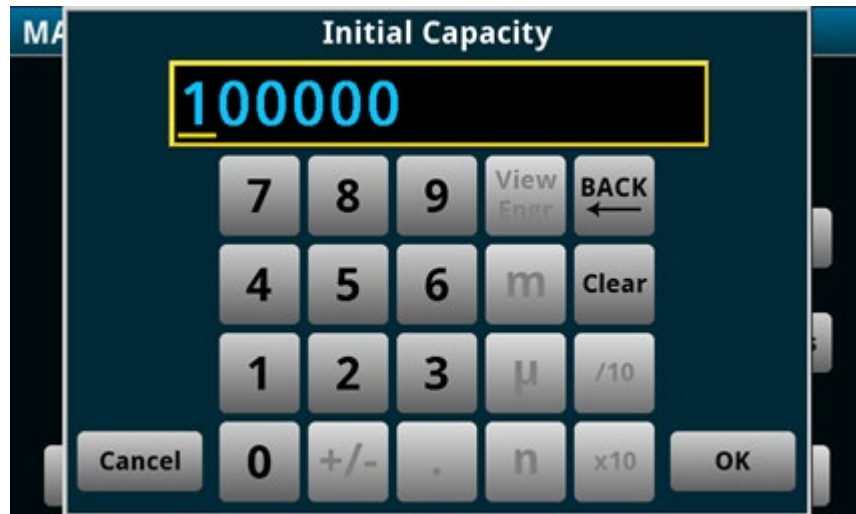 MA
Initial Capacity
100000
7 8 9 View Engr BACK
4 5 6 m Clear
1 2 3 μ /10
s
Cancel 0 +/- . n x10 OK